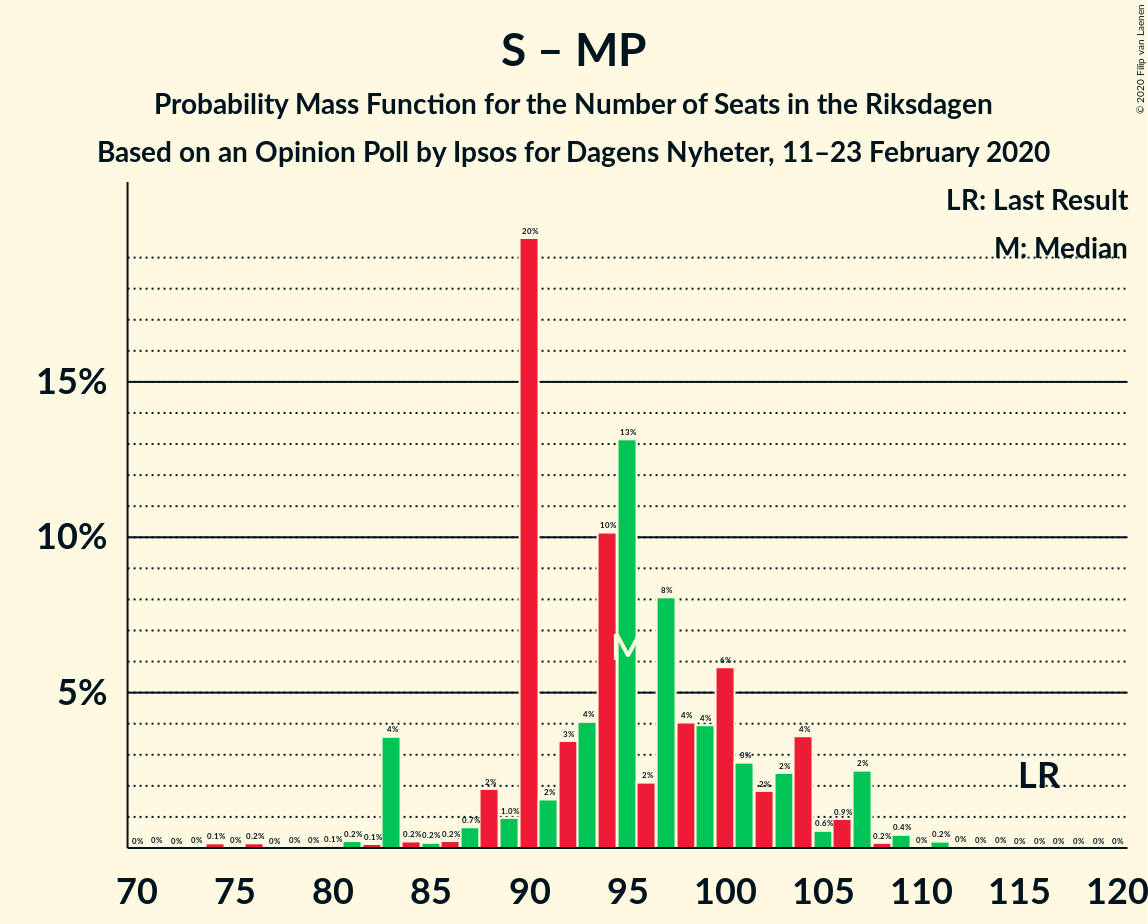 © 2020 Filip van Laenen
S – MP
Probability Mass Function for the Number of Seats in the Riksdagen
Based on an Opinion Poll by Ipsos for Dagens Nyheter, 11–23 February 2020
LR: Last Result
M: Median
15%
10%
5%
0% 0% 0% 0% 0.1% 0% 0.2% 0% 0% 0% 0.1% 0.2% 0.1% 4% 0.2% 0.2% 0.2% 0.7% 2% 1.0% 20% 2% 3% 4% 10% 13% 2% 8% 4% 4% 6% 3% 2% 2% 4% 0.6% 0.9% 2% 0.2% 0.4% 0% 0.2% 0% 0% 0% 0% 0% 0% 0% 0% 0%
M
LR
70 75 80 85 90 95 100 105 110 115 120